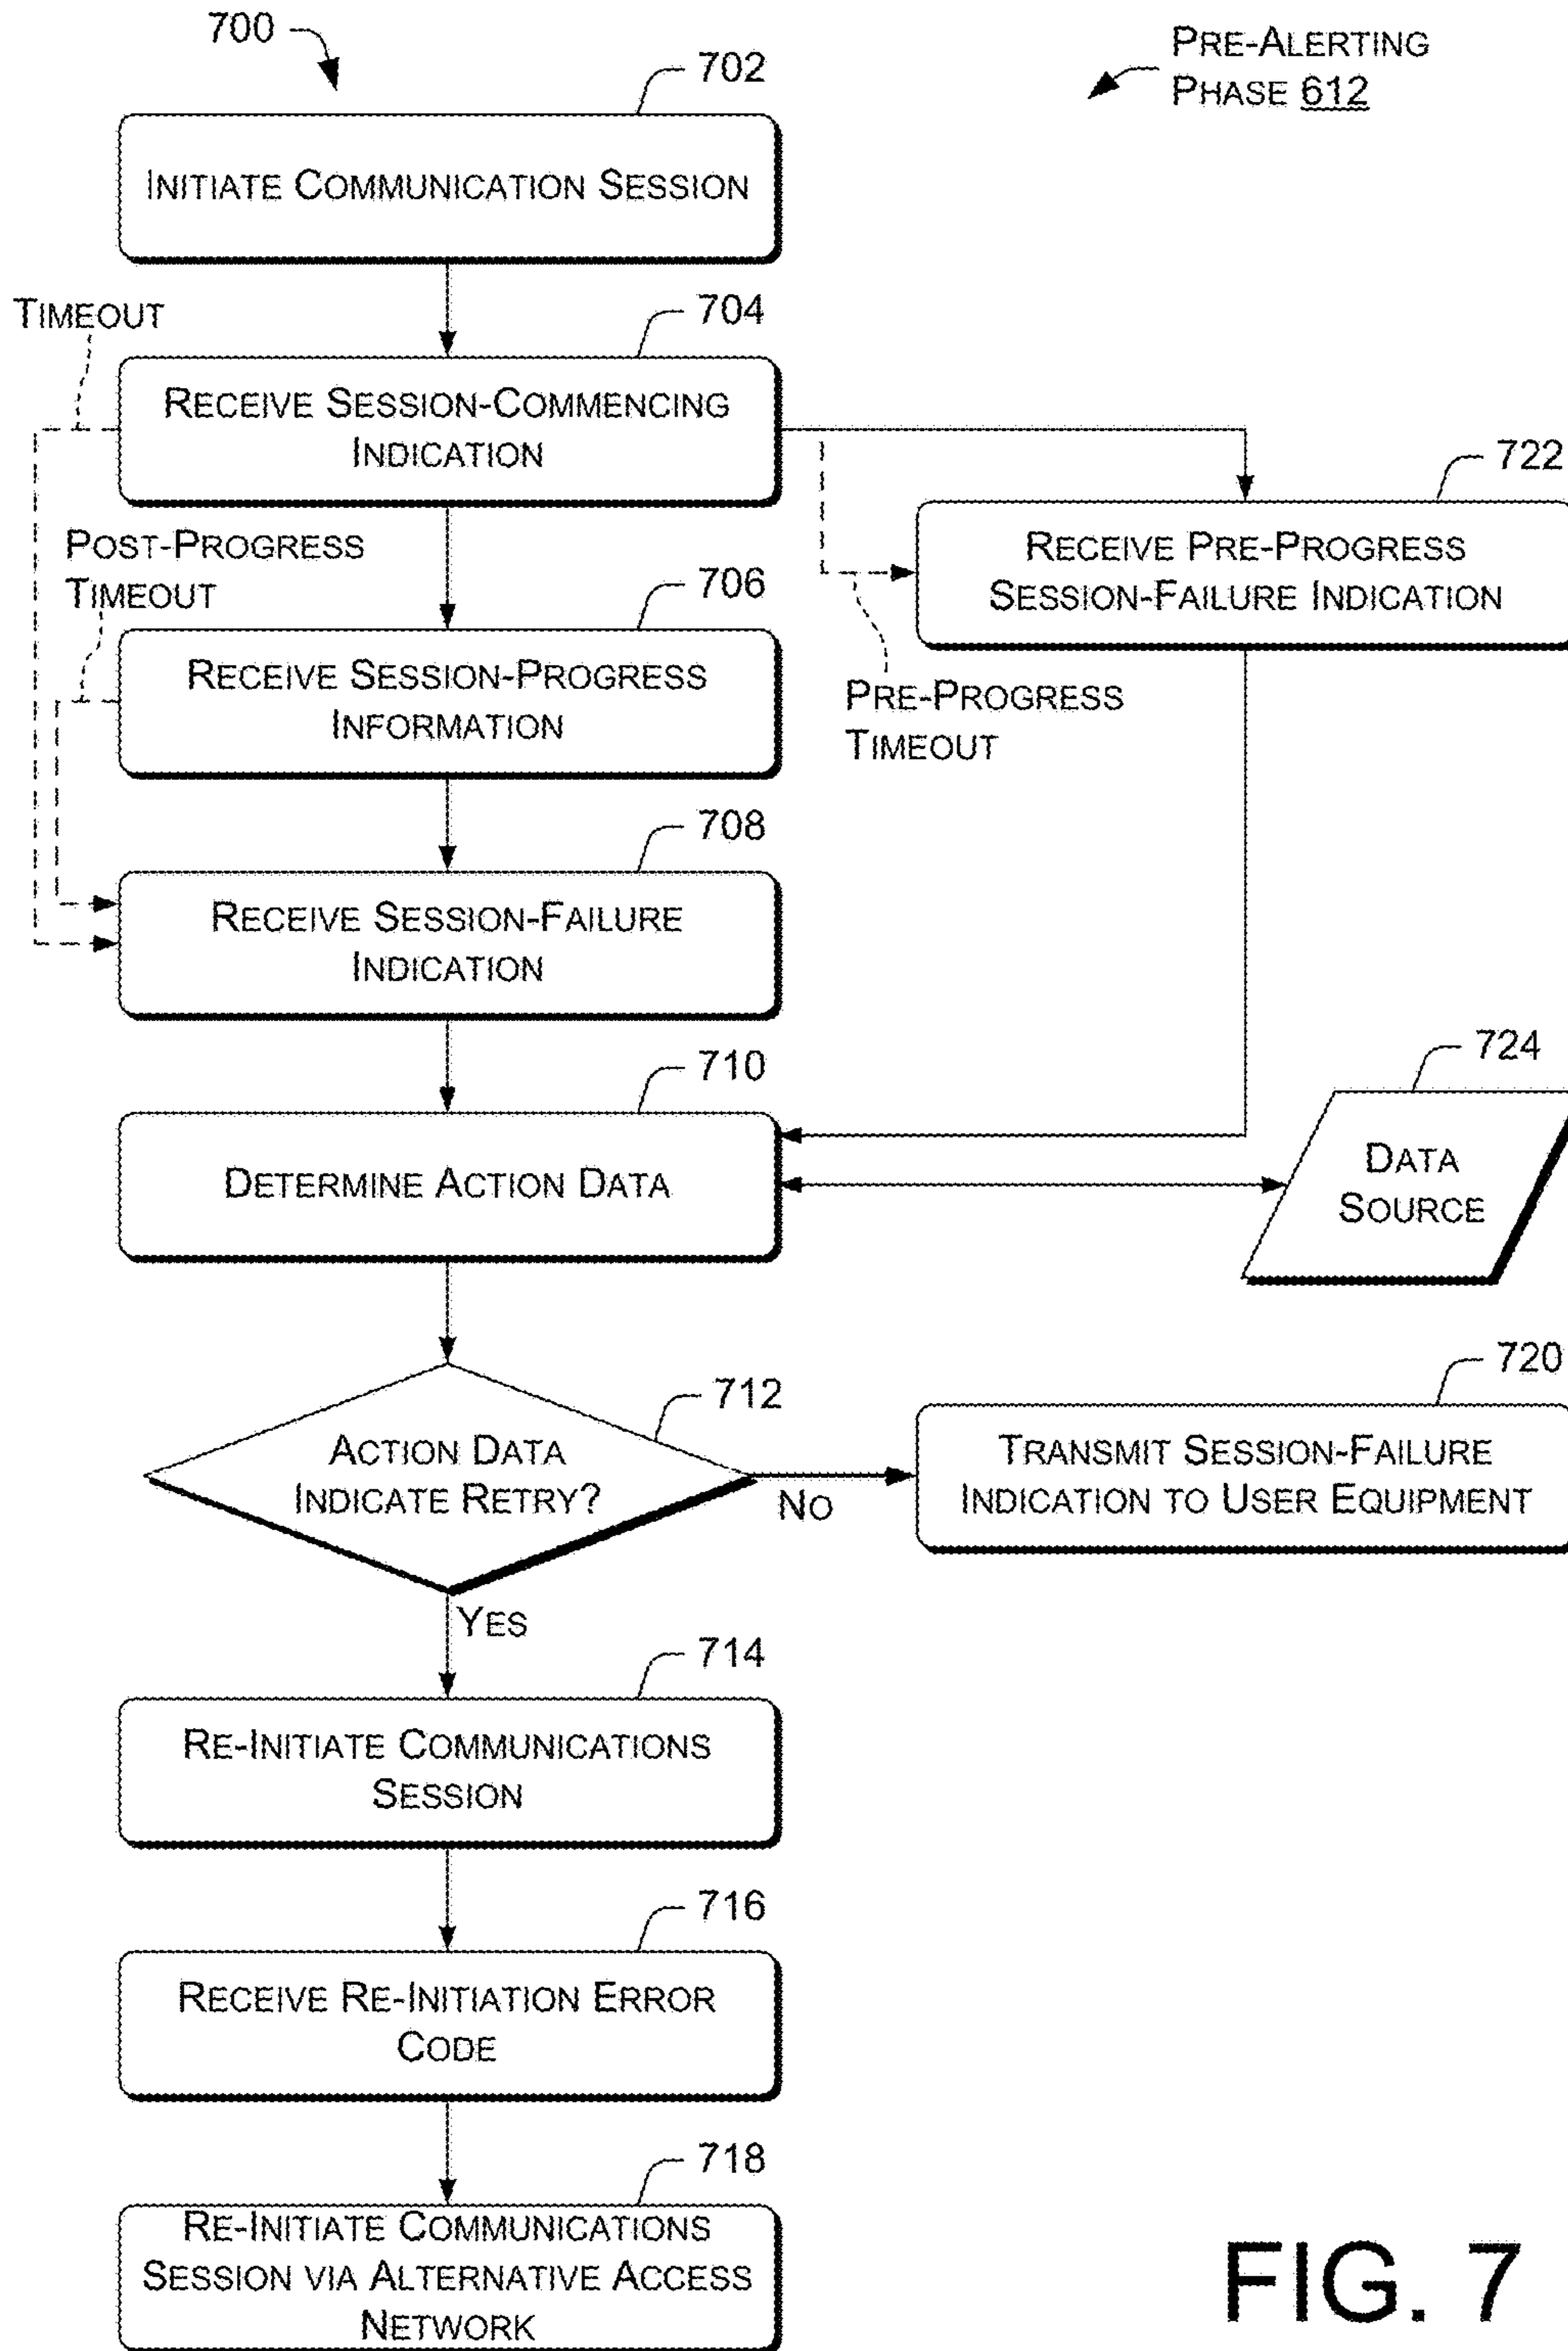 700
PRE-ALERTING
PHASE 612
702
INITIATE COMMUNICATION SESSION
TIMEOUT
704
RECEIVE SESSION-COMMENCING
INDICATION
722
RECEIVE PRE-PROGRESS
SESSION-FAILURE INDICATION
POST-PROGRESS
TIMEOUT
706
RECEIVE SESSION-PROGRESS
INFORMATION
PRE-PROGRESS
TIMEOUT
708
RECEIVE SESSION-FAILURE
INDICATION
710
DETERMINE ACTION DATA
724
DATA
SOURCE
712
ACTION DATA
INDICATE RETRY?
NO
720
TRANSMIT SESSION-FAILURE
INDICATION TO USER EQUIPMENT
YES
714
RE-INITIATE COMMUNICATIONS
SESSION
716
RECEIVE RE-INITIATION ERROR
CODE
718
RE-INITIATE COMMUNICATIONS
SESSION VIA ALTERNATIVE ACCESS
NETWORK
FIG. 7